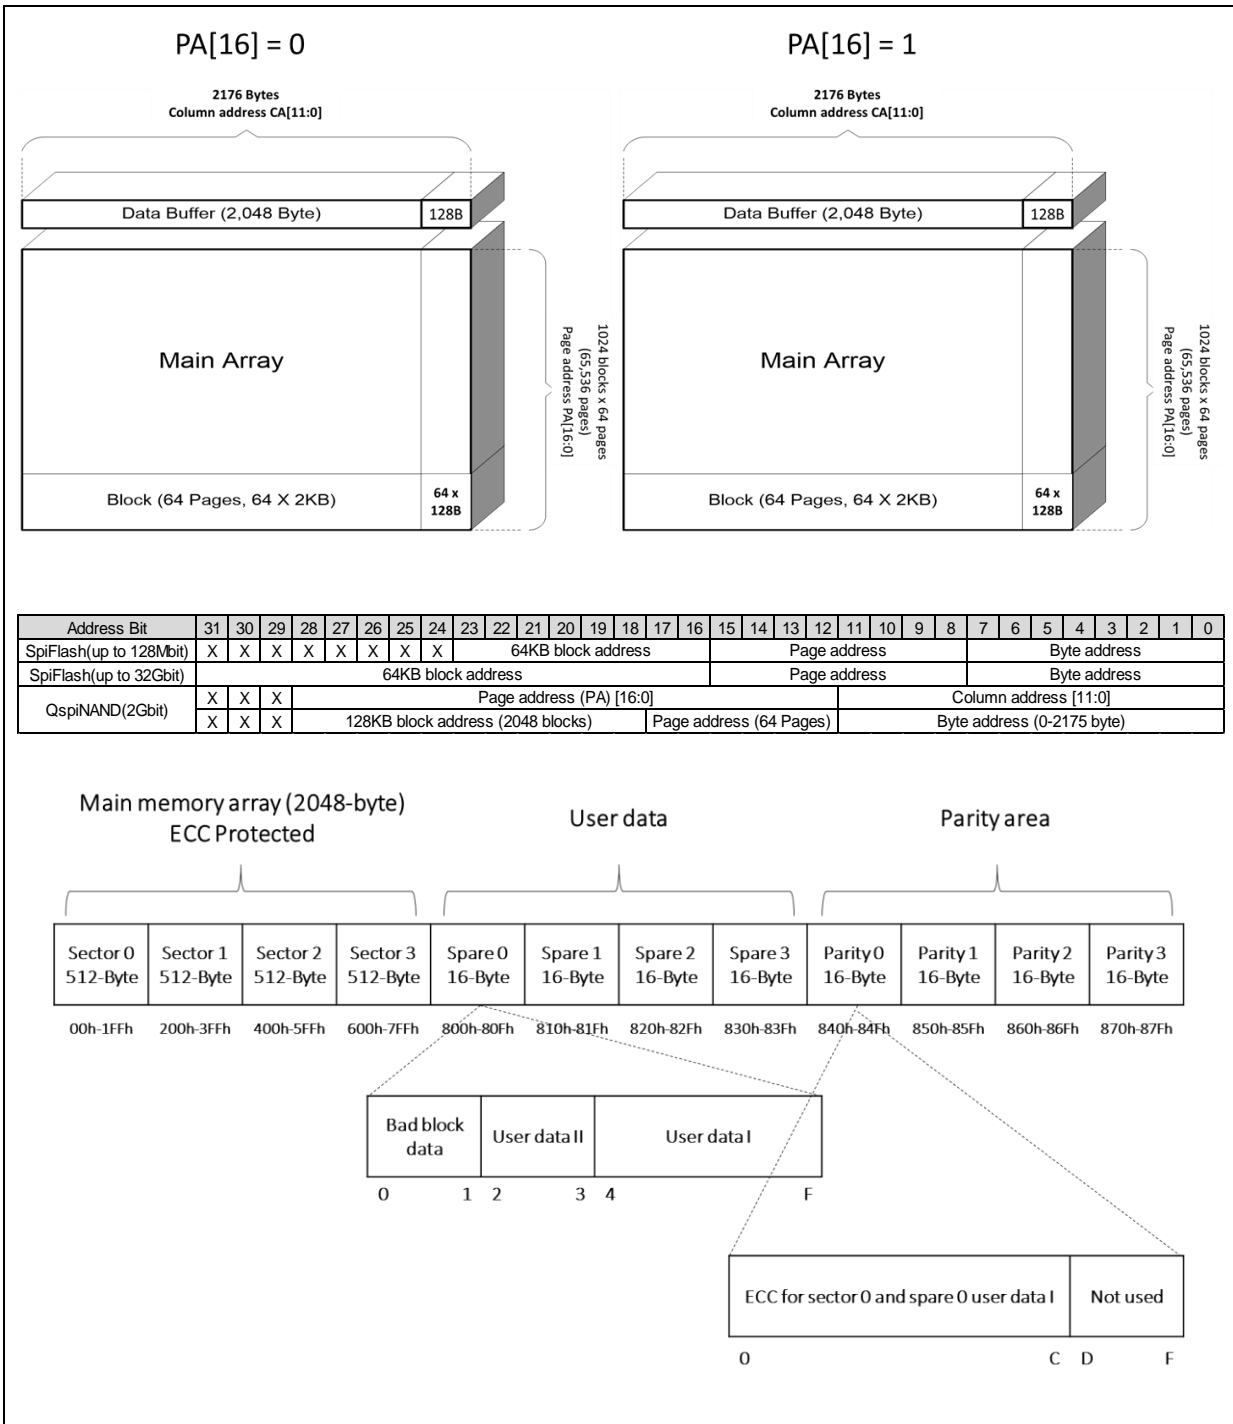 PA[16] = 0
PA[16] = 1
2176 Bytes
Column address CA[11:0]
2176 Bytes
Column address CA[11:0]
Data Buffer (2,048 Byte)
128B
Data Buffer (2,048 Byte)
128B
Main Array
1024 blocks x 64 pages
(65,536 pages)
Page address PA[16:0]
Main Array
1024 blocks x 64 pages
(65,536 pages)
Page address PA[16:0]
Block (64 Pages, 64 X 2KB)
64 x
128B
Block (64 Pages, 64 X 2KB)
64 x
128B
Address Bit 31 30 29 28 27 26 25 24 23 22 21 20 19 18 17 16 15 14 13 12 11 10 9 8 7 6 5 4 3 2 1 0
SpiFlash(up to 128Mbit) X X X X X X X X 64KB block address Page address Byte address
SpiFlash(up to 32Gbit) 64KB block address Page address Byte address
QspiNAND(2Gbit)
X X X Page address (PA) [16:0] Column address [11:0]
X X X 128KB block address (2048 blocks) Page address (64 Pages) Byte address (0-2175 byte)
Main memory array (2048-byte)
ECC Protected
User data
Parity area
Sector 0 Sector 1 Sector 2 Sector 3 Spare 0 Spare 1 Spare 2 Spare 3 Parity 0 Parity 1 Parity 2 Parity 3
512-Byte 512-Byte 512-Byte 512-Byte 16-Byte 16-Byte 16-Byte 16-Byte 16-Byte 16-Byte 16-Byte 16-Byte
00h-1FFh 200h-3FFh 400h-5FFh 600h-7FFh 800h-80Fh 810h-81Fh 820h-82Fh 830h-83Fh 840h-84Fh 850h-85Fh 860h-86Fh 870h-87Fh
Bad block
data
User data II
User data I
0 1 2 3 4 F
ECC for sector 0 and spare 0 user data I
Not used
0 C D F